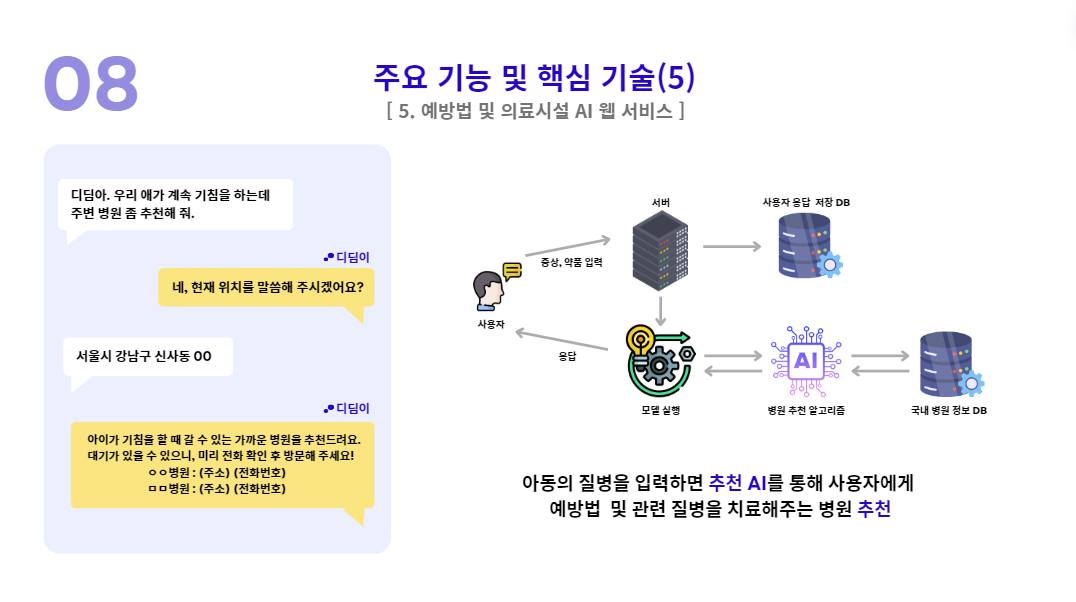 08
주요 기능 및 핵심 기술(5)
[ 5. 예방법 및 의료시설 AI 웹 서비스 ]
디딤아. 우리 애가 계속 기침을 하는데
주변 병원 좀 추천해 줘.
디딤이
네, 현재 위치를 말씀해 주시겠어요?
서울시 강남구 신사동 00
디딤이
아이가 기침을 할 때 갈 수 있는 가까운 병원을 추천드려요.
대기가 있을 수 있으니, 미리 전화 확인 후 방문해 주세요!
ㅇㅇ병원 : (주소) (전화번호)
ㅁㅁ병원 : (주소) (전화번호)
서버
사용자 응답 저장 DB
증상, 약품 입력
사용자
응답
모델 실행
AI
병원 추천 알고리즘
국내 병원 정보 DB
아동의 질병을 입력하면 추천 AI를 통해 사용자에게
예방법 및 관련 질병을 치료해주는 병원 추천